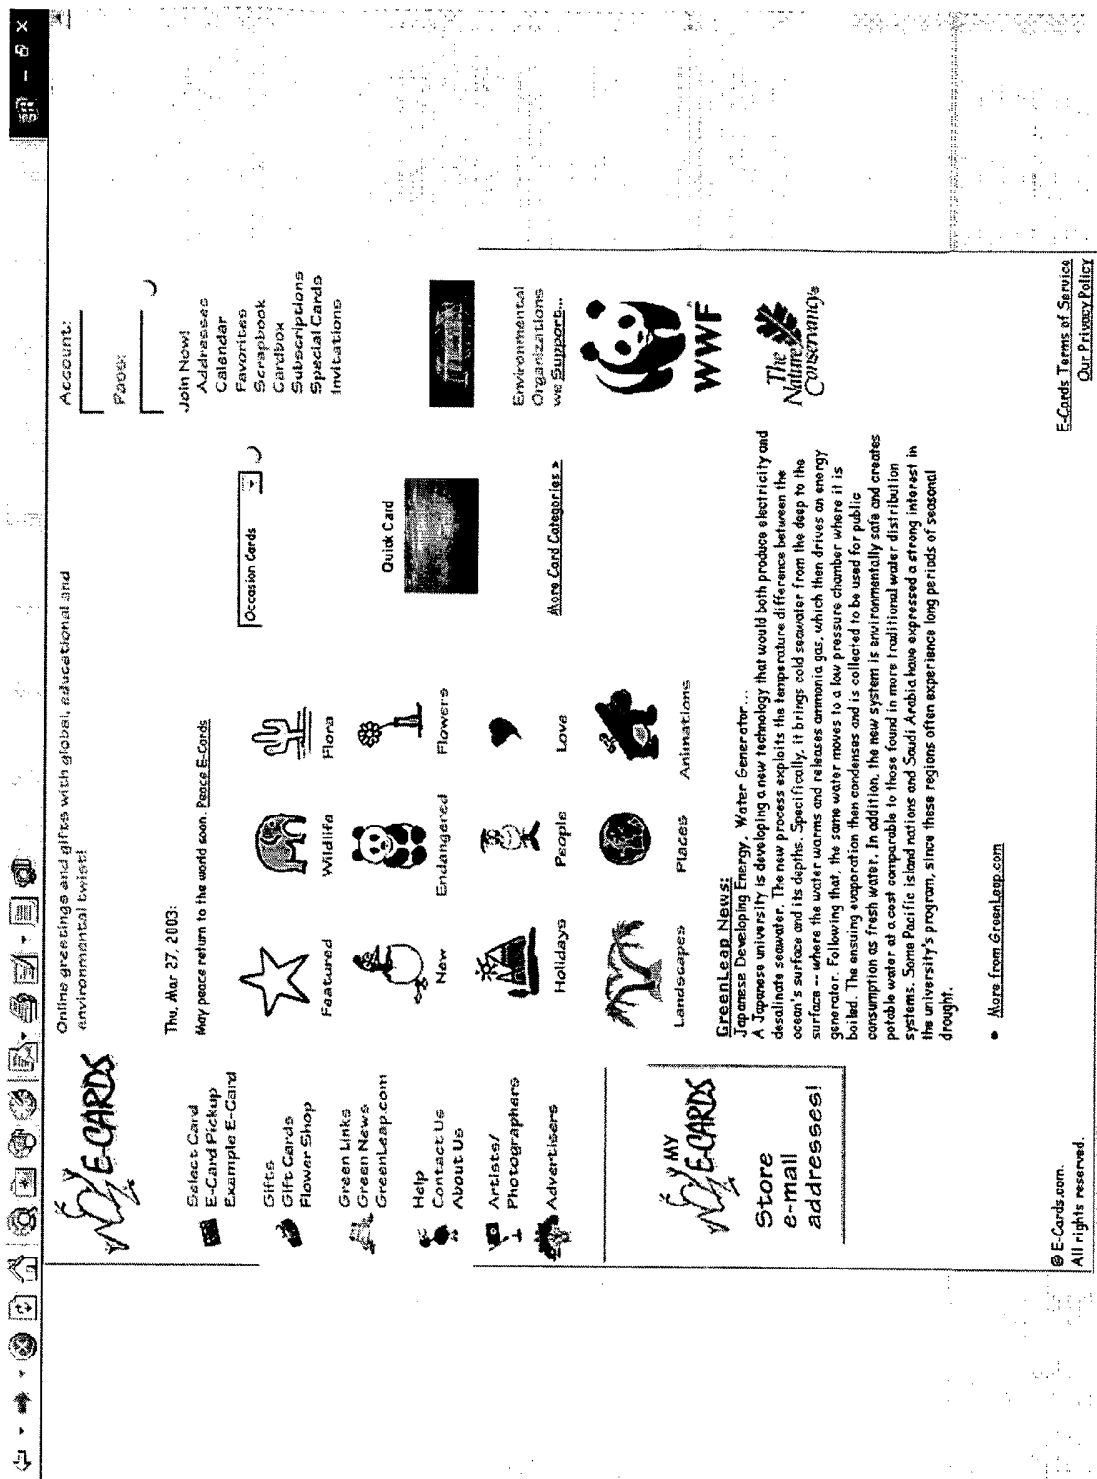 E-CARDS
Online greetings and gifts with global, educational and
environmental twist!
Account:
Pass:
Join Now!
Addresses
Calendar
Favorites
Scrapbook
Cardbox
Subscriptions
Special Cards
Invitations
Select Card
E-Card Pickup
Example E-Card
Gifts
Gift Cards
Flower Shop
Green Links
Green News
GreenLeap.com
Help
Contact Us
About Us
Artists/
Photographers
Advertisers
Thu, Mar 27, 2003:
May peace return to the world soon. Peace E-Cards
Featured Wildlife Flora
New Endangered Flowers
Holidays People Love
Landscapes Places Animations
Occasion Cards
Quick Card
More Card Categories »
Environmental
Organizations
we Support...
WWF
The
Nature
Conservancy®
MY
E-CARDS
Store
e-mail
addresses!
GreenLeap News:
Japanese Developing Energy, Water Generator...
A Japanese university is developing a new technology that would both produce electricity and
desalinate seawater. The new process exploits the temperature difference between the
ocean's surface and its depths. Specifically, it brings cold seawater from the deep to the
surface -- where the water warms and releases ammonia gas, which then drives an energy
generator. Following that, the same water moves to a low pressure chamber where it is
boiled. The ensuing evaporation then condenses and is collected to be used for public
consumption as fresh water. In addition, the new system is environmentally safe and creates
potable water at a cost comparable to those found in more traditional water distribution
systems. Some Pacific island nations and Saudi Arabia have expressed a strong interest in
the university's program, since these regions often experience long periods of seasonal
drought.
• More from GreenLeap.com
© E-Cards.com.
All rights reserved.
E-Cards Terms of Service
Our Privacy Policy